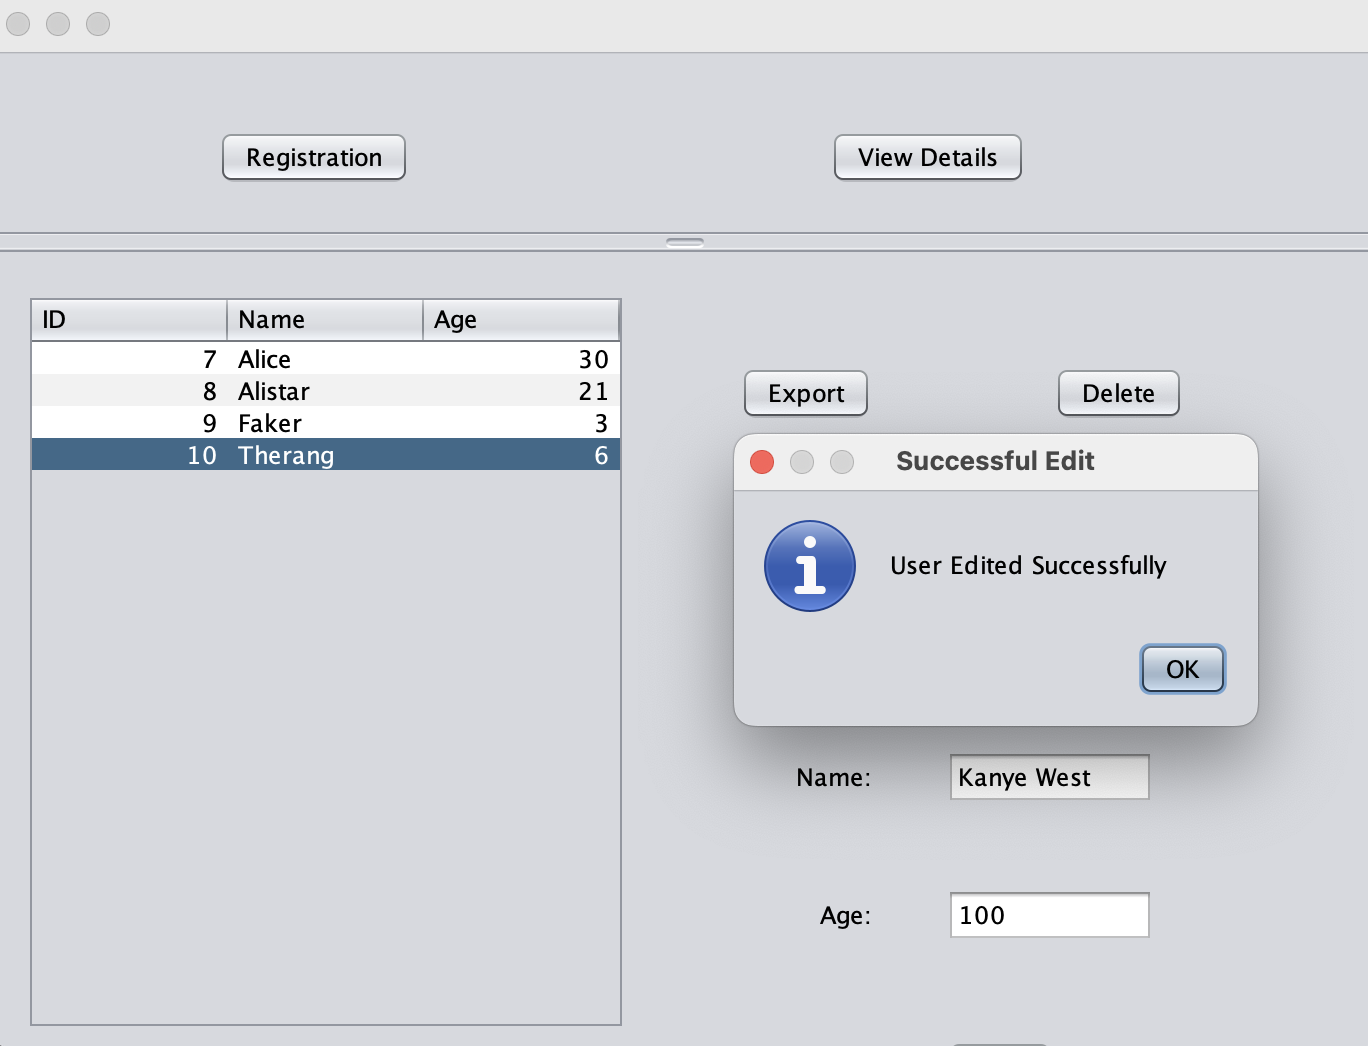 Registration
View Details
ID Name Age
7 Alice 30
8 Alistar 21
9 Faker 3
10 Therang 6
Export
Delete
Successful Edit
User Edited Successfully
OK
Name: Kanye West
Age: 100